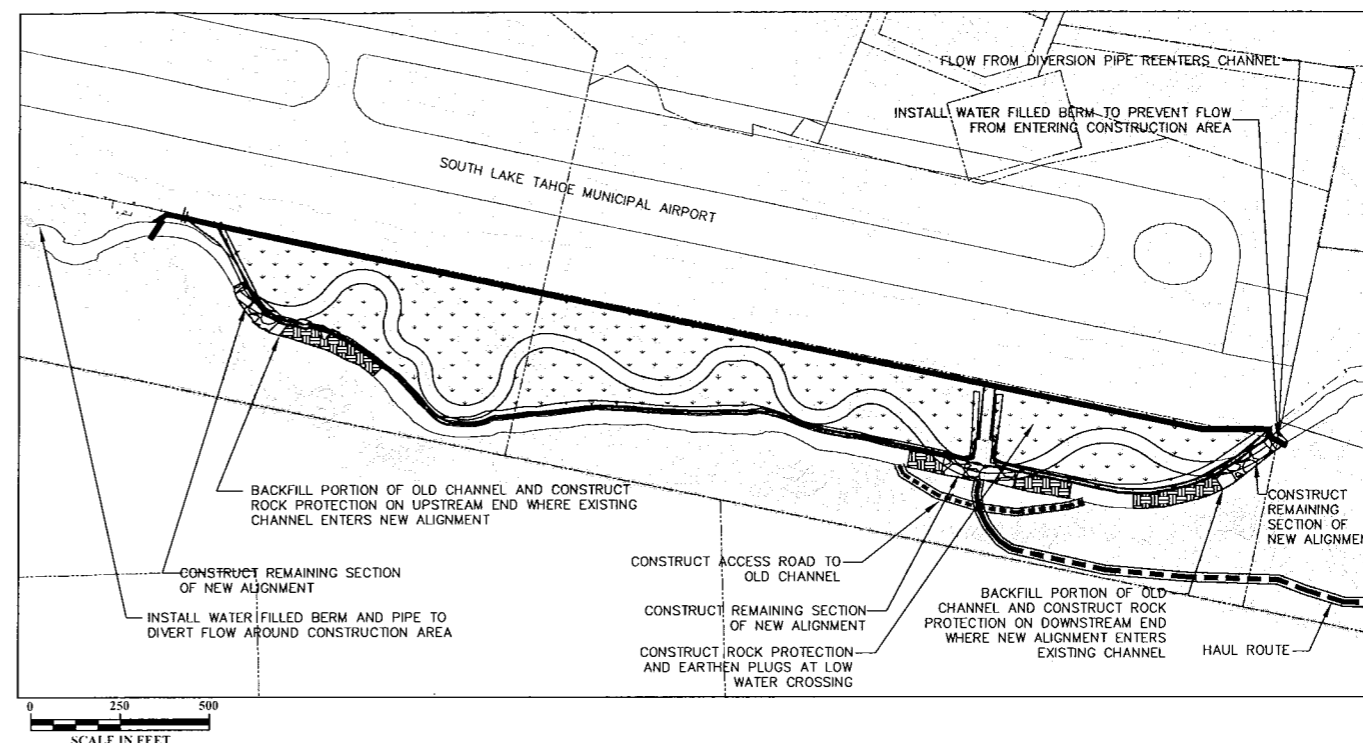 FLOW FROM DIVERSION PIPE REENTERS CHANNEL
INSTALL WATER FILLED BERM TO PREVENT FLOW
FROM ENTERING CONSTRUCTION AREA
SOUTH LAKE TAHOE MUNICIPAL AIRPORT
BACKFILL PORTION OF OLD CHANNEL AND CONSTRUCT
ROCK PROTECTION ON UPSTREAM END WHERE EXISTING
CHANNEL ENTERS NEW ALIGNMENT
CONSTRUCT REMAINING SECTION
OF NEW ALIGNMENT
INSTALL WATER FILLED BERM AND PIPE TO
DIVERT FLOW AROUND CONSTRUCTION AREA
CONSTRUCT ACCESS ROAD TO
OLD CHANNEL
CONSTRUCT REMAINING SECTION
OF NEW ALIGNMENT
CONSTRUCT ROCK PROTECTION
AND EARTHEN PLUGS AT LOW
WATER CROSSING
BACKFILL PORTION OF OLD
CHANNEL AND CONSTRUCT ROCK
PROTECTION ON DOWNSTREAM END
WHERE NEW ALIGNMENT ENTERS
EXISTING CHANNEL
CONSTRUCT
REMAINING
SECTION OF
NEW ALIGNMEN
HAUL ROUTE
0 250 500
SCALE IN FEET